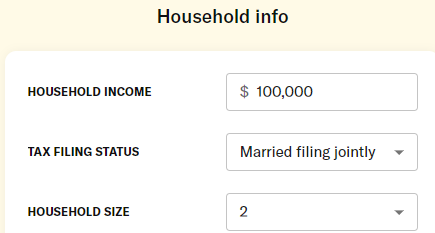 Household info
HOUSEHOLD INCOME
$ 100,000
TAX FILING STATUS
Married filing jointly
HOUSEHOLD SIZE
2